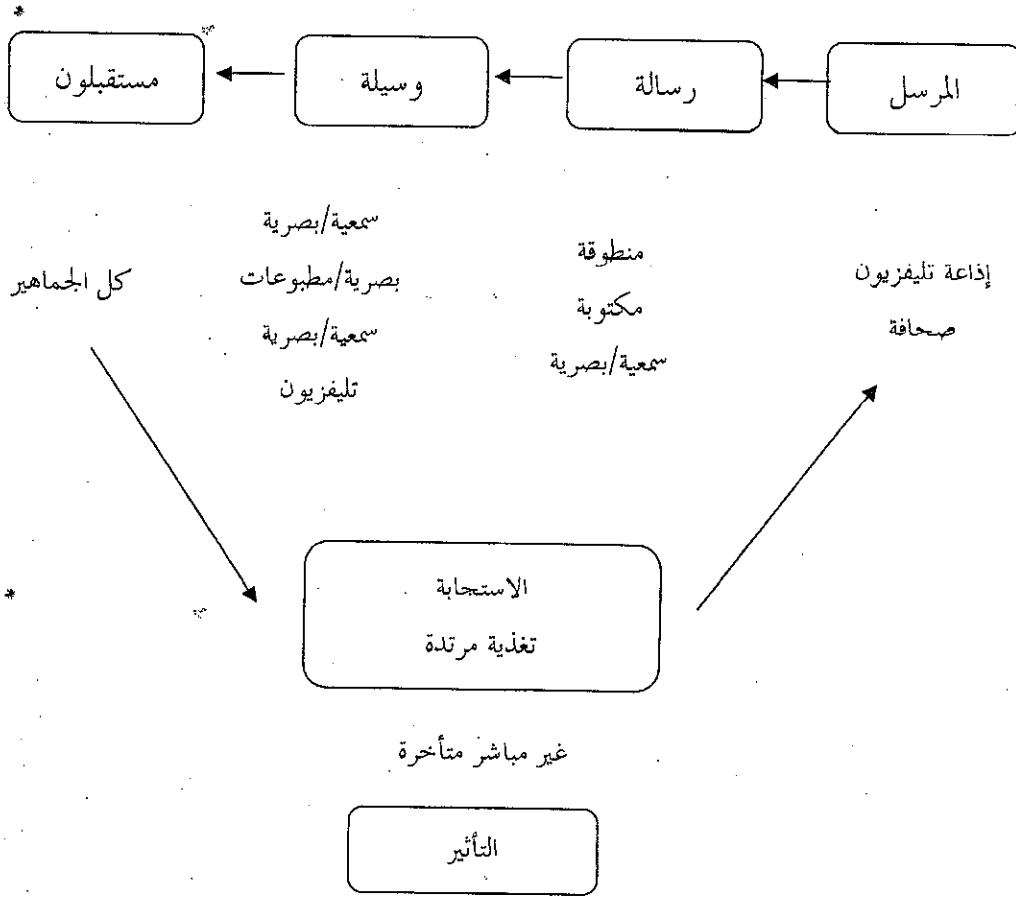 المرسل
رسالة
وسيلة
مستقبلون
إذاعة تليفزيون
صحافة
منطوقة
مكتوبة
سمعية/بصرية
سمعية/بصرية
بصرية/مطبوعات
سمعية/بصرية
تليفزيون
كل الجماهير
الاستجابة
تغذية مرتدة
غير مباشر متأخرة
التأثير